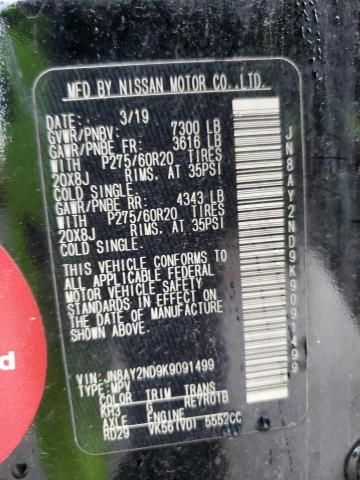 MFD BY NISSAN MOTOR CO.,LTD.
DATE: 3/19
GVWR/PNBV: 7300 LB
GAWR/PNBE FR: 3616 LB
P275/60R20 TIRES
20X8J RIMS, AT 35PSI
COLD SINGLE.
GAWR/PNBE RR: 4343 LB
P275/60R20 TIRES
20X8J RIMS, AT 35PSI
COLD SINGLE.
THIS VEHICLE CONFORMS TO
ALL APPLICABLE FEDERAL
MOTOR VEHICLE SAFETY
STANDARDS IN EFFECT ON
THE DATE OF MANUFACTURE
SHOWN ABOVE.
VIN: JN8AY2ND9K9091499
TYPE: MPV
COLOR TRIM TRANS
KH3 G RE7R01B
AXLE ENGINE
RD29 VK56(VD) 5552CC
JN8AY2ND9K9091499